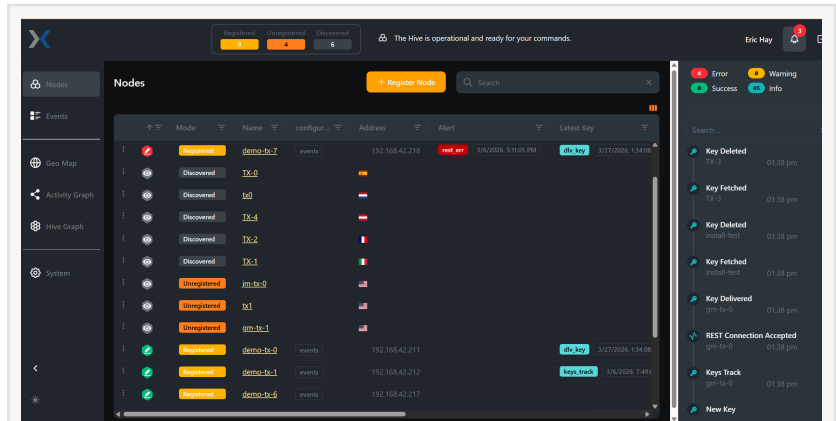 Registered Unregistered Discovered
5 4 6
The Hive is operational and ready for your commands.
Eric Hay
3
Nodes
Events
Geo Map
Activity Graph
Hive Graph
System
Nodes
+ Register Node
Search
Mode Name configur... Address Alert Latest Key
Registered demo-tx-7 events 192.168.42.218 rest_err 3/6/2026, 5:11:05 PM dlv_key 3/27/2026, 1:34:08
Discovered TX-0
Discovered tx0
Discovered TX-4
Discovered TX-2
Discovered TX-1
Unregistered jm-tx-0
Unregistered tx1
Unregistered gm-tx-1
Registered demo-tx-0 events 192.168.42.211 dlv_key 3/27/2026, 1:34:08
Registered demo-tx-1 events 192.168.42.212 keys_track 3/6/2026, 7:49:
Registered demo-tx-6 events 192.168.42.217
4 Error
0 Warning
0 Success
45 Info
Search ...
Key Deleted
TX-3 01:38 pm
Key Fetched
TX-3 01:38 pm
Key Deleted
install-test 01:38 pm
Key Fetched
install-test 01:38 pm
Key Delivered
gm-tx-0 01:38 pm
REST Connection Accepted
gm-tx-0 01:38 pm
Keys Track
gm-tx-0 01:38 pm
New Key